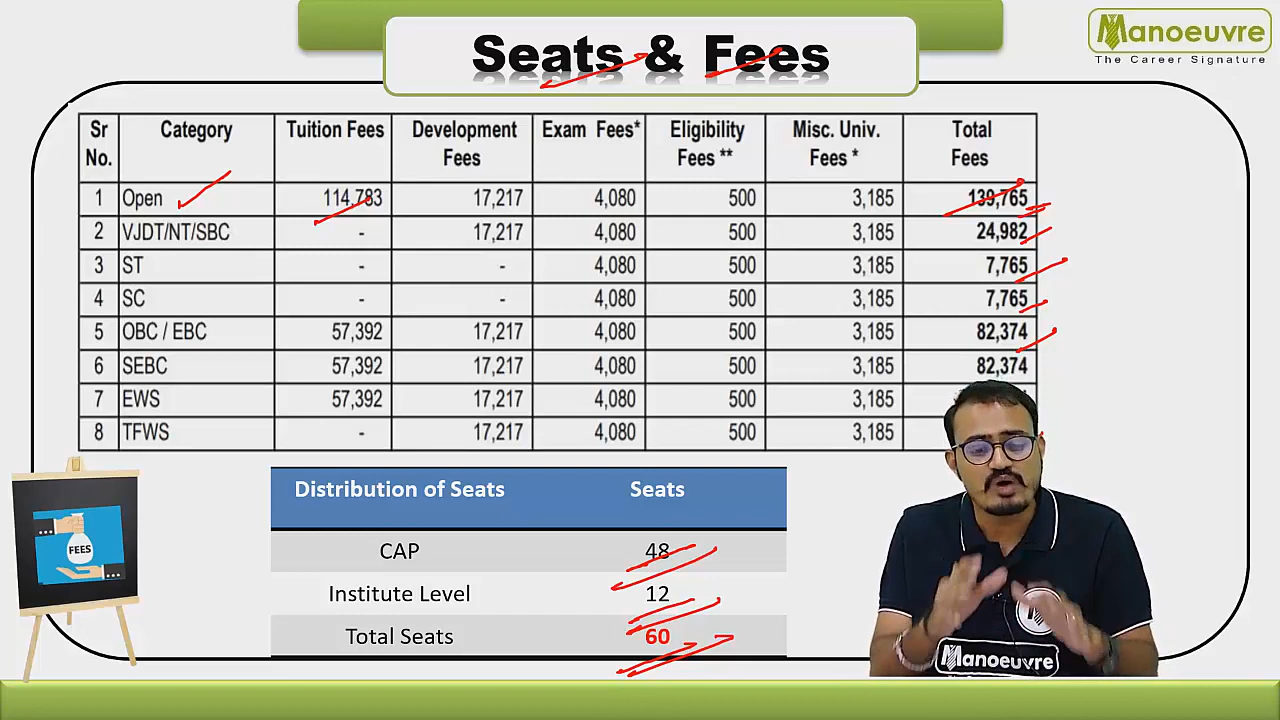 Seats & Fees
Manoeuvre
The Career Signature
Sr No. Category Tuition Fees Development Fees Exam Fees* Eligibility Fees ** Misc. Univ. Fees * Total Fees
1 Open 114,783 17,217 4,080 500 3,185 139,765
2 VJDT/NT/SBC - 17,217 4,080 500 3,185 24,982
3 ST - - 4,080 500 3,185 7,765
4 SC - - 4,080 500 3,185 7,765
5 OBC / EBC 57,392 17,217 4,080 500 3,185 82,374
6 SEBC 57,392 17,217 4,080 500 3,185 82,374
7 EWS 57,392 17,217 4,080 500 3,185
8 TFWS - 17,217 4,080 500 3,185
Distribution of Seats Seats
CAP 48
Institute Level 12
Total Seats 60
FEES
Manoeuvre